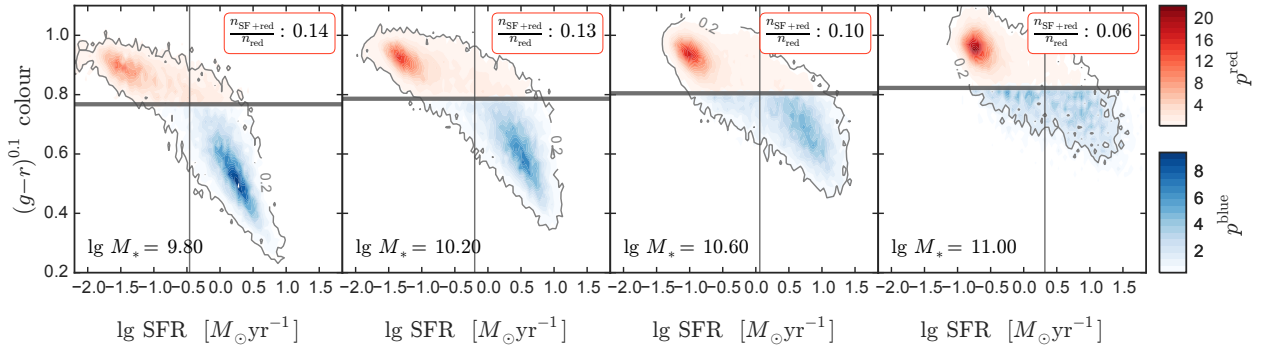 n_SF+red / n_red : 0.14
n_SF+red / n_red : 0.13
n_SF+red / n_red : 0.10
n_SF+red / n_red : 0.06
0.2
0.2
0.2
0.2
0.2
lg M_* = 9.80
lg M_* = 10.20
lg M_* = 10.60
lg M_* = 11.00
(g−r)^0.1 colour
1.0
0.8
0.6
0.4
0.2
−2.0 −1.5 −1.0 −0.5 0.0 0.5 1.0 1.5
−2.0 −1.5 −1.0 −0.5 0.0 0.5 1.0 1.5
−2.0 −1.5 −1.0 −0.5 0.0 0.5 1.0 1.5
−2.0 −1.5 −1.0 −0.5 0.0 0.5 1.0 1.5
lg SFR [M_⊙yr^−1]
lg SFR [M_⊙yr^−1]
lg SFR [M_⊙yr^−1]
lg SFR [M_⊙yr^−1]
20
16
12
8
4
p^red
8
6
4
2
p^blue